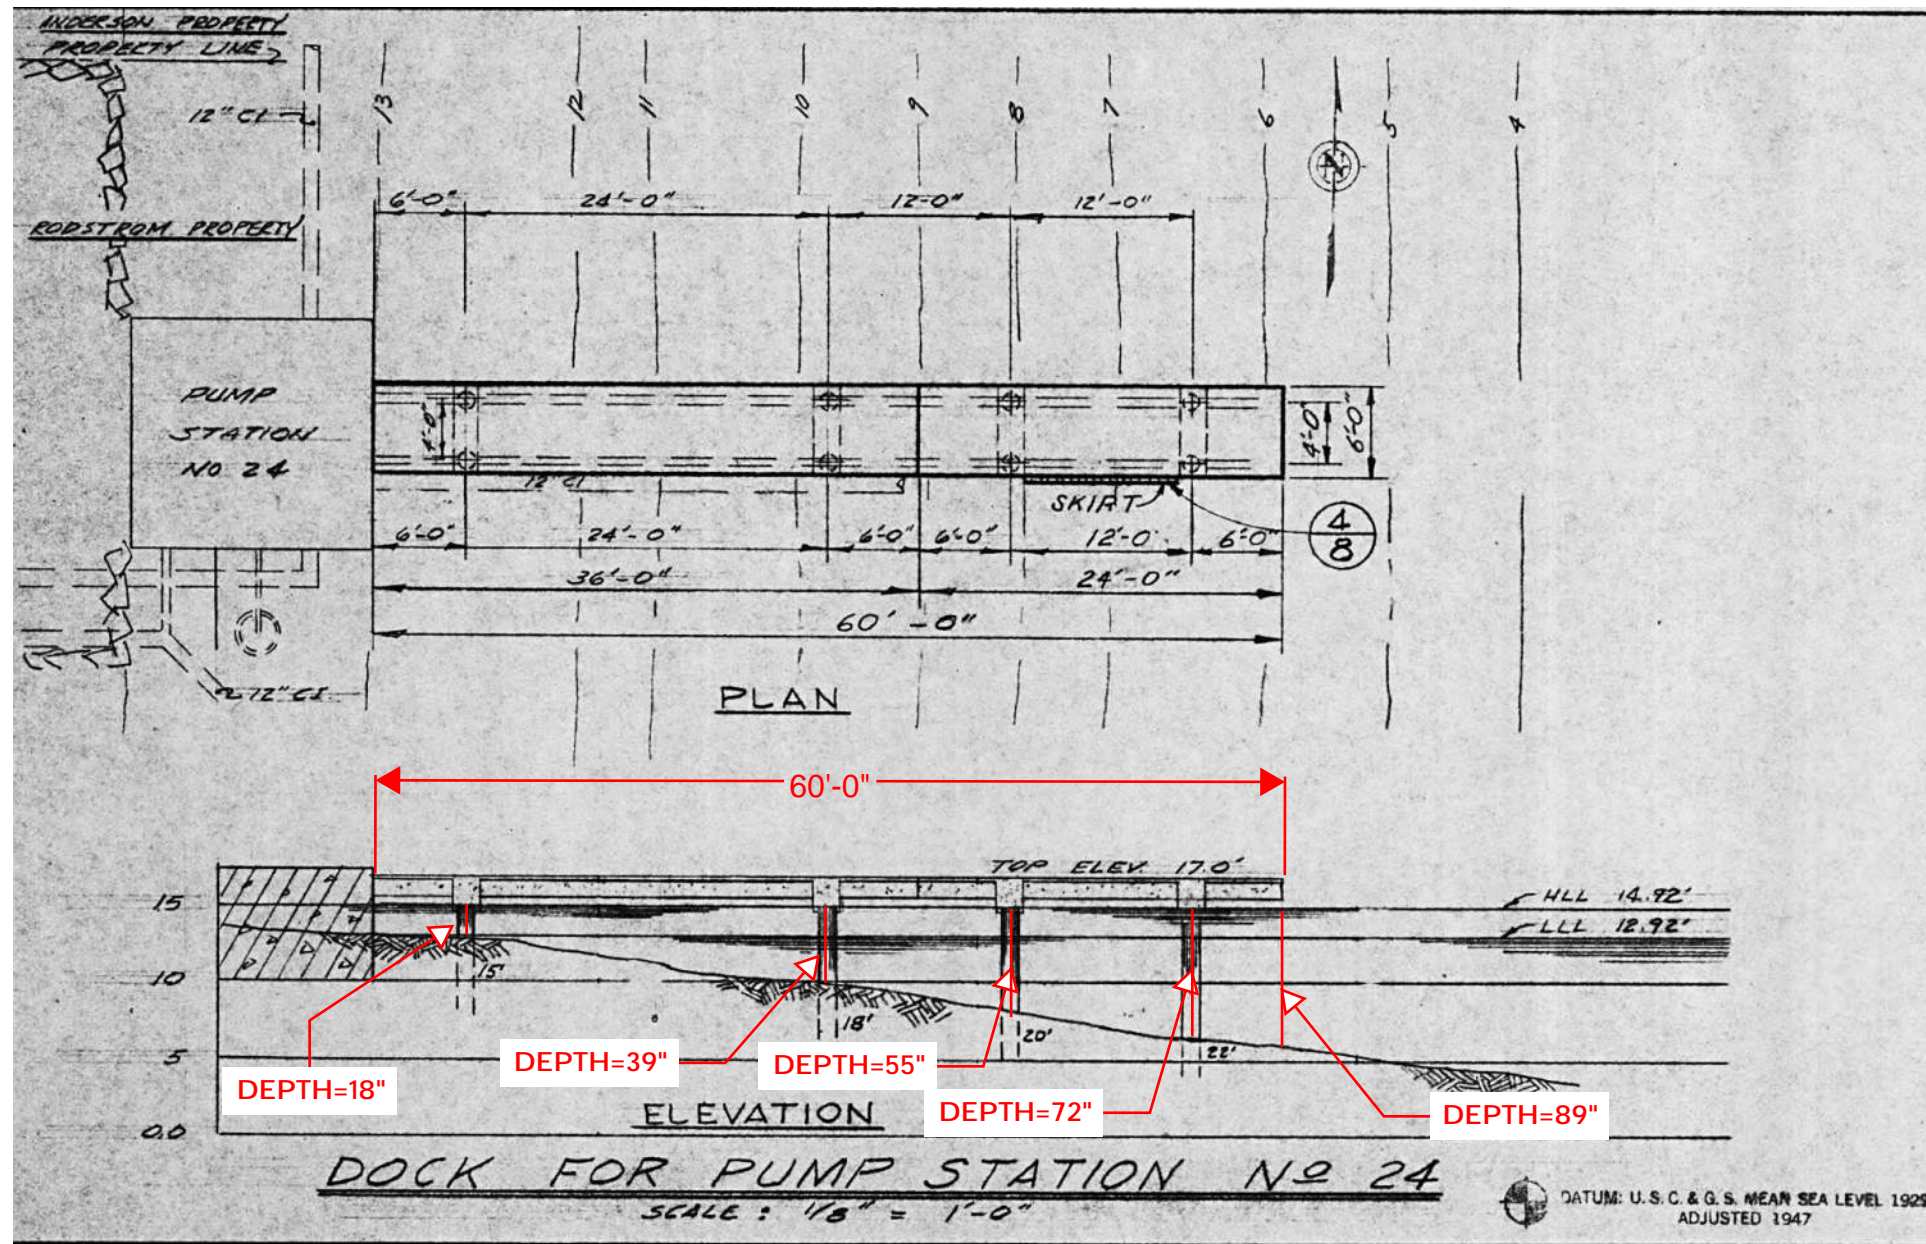 ANDERSON PROPERTY
PROPERTY LINE
12" CI
13 12 11 10 9 8 7 6 5 4
N
6'-0" 24'-0" 12'-0" 12'-0"
RODSTROM PROPERTY
PUMP
STATION
NO 24
4'-0"
4'-0" 6'-0"
12" CI
SKIRT
4
8
6'-0" 24'-0" 6'-0" 6'-0" 12'-0 6'-0"
36'-0" 24'-0"
60'-0"
12" CI
PLAN
60'-0"
TOP ELEV. 17.0'
15
HLL 14.92'
LLL 12.92'
10
15'
18'
20'
22'
5
DEPTH=18"
DEPTH=39"
DEPTH=55"
DEPTH=72"
DEPTH=89"
ELEVATION
0.0
DOCK FOR PUMP STATION Nº 24
SCALE: 1/8" = 1'-0"
DATUM: U. S. C. & G. S. MEAN SEA LEVEL 1929
ADJUSTED 1947